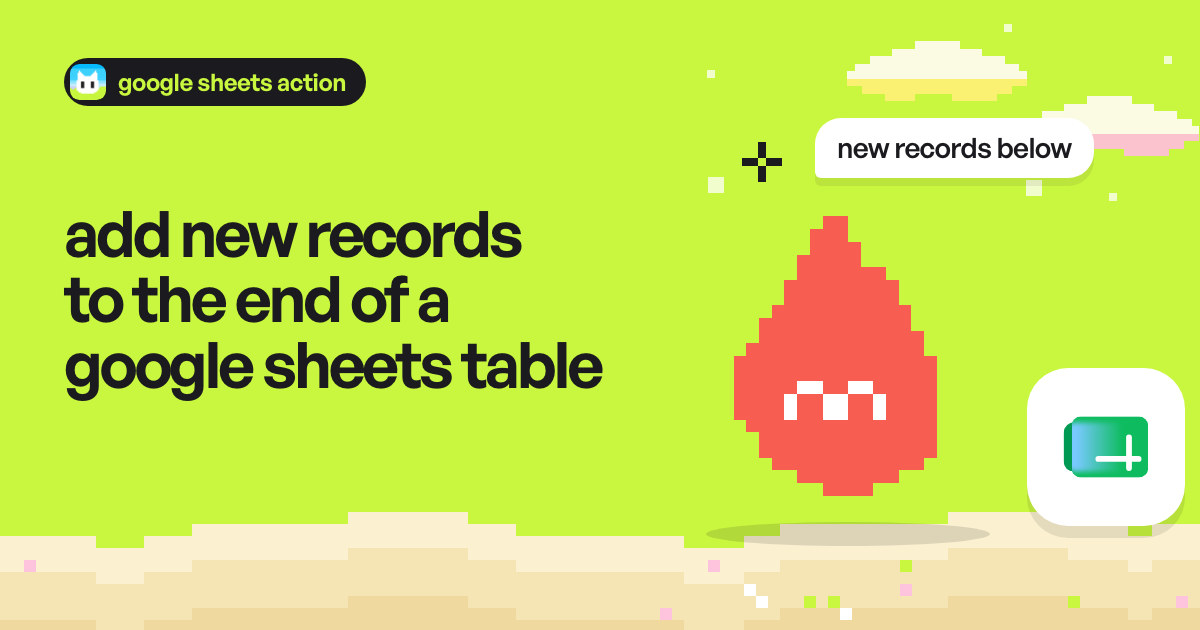 google sheets action
new records below
add new records
to the end of a
google sheets table